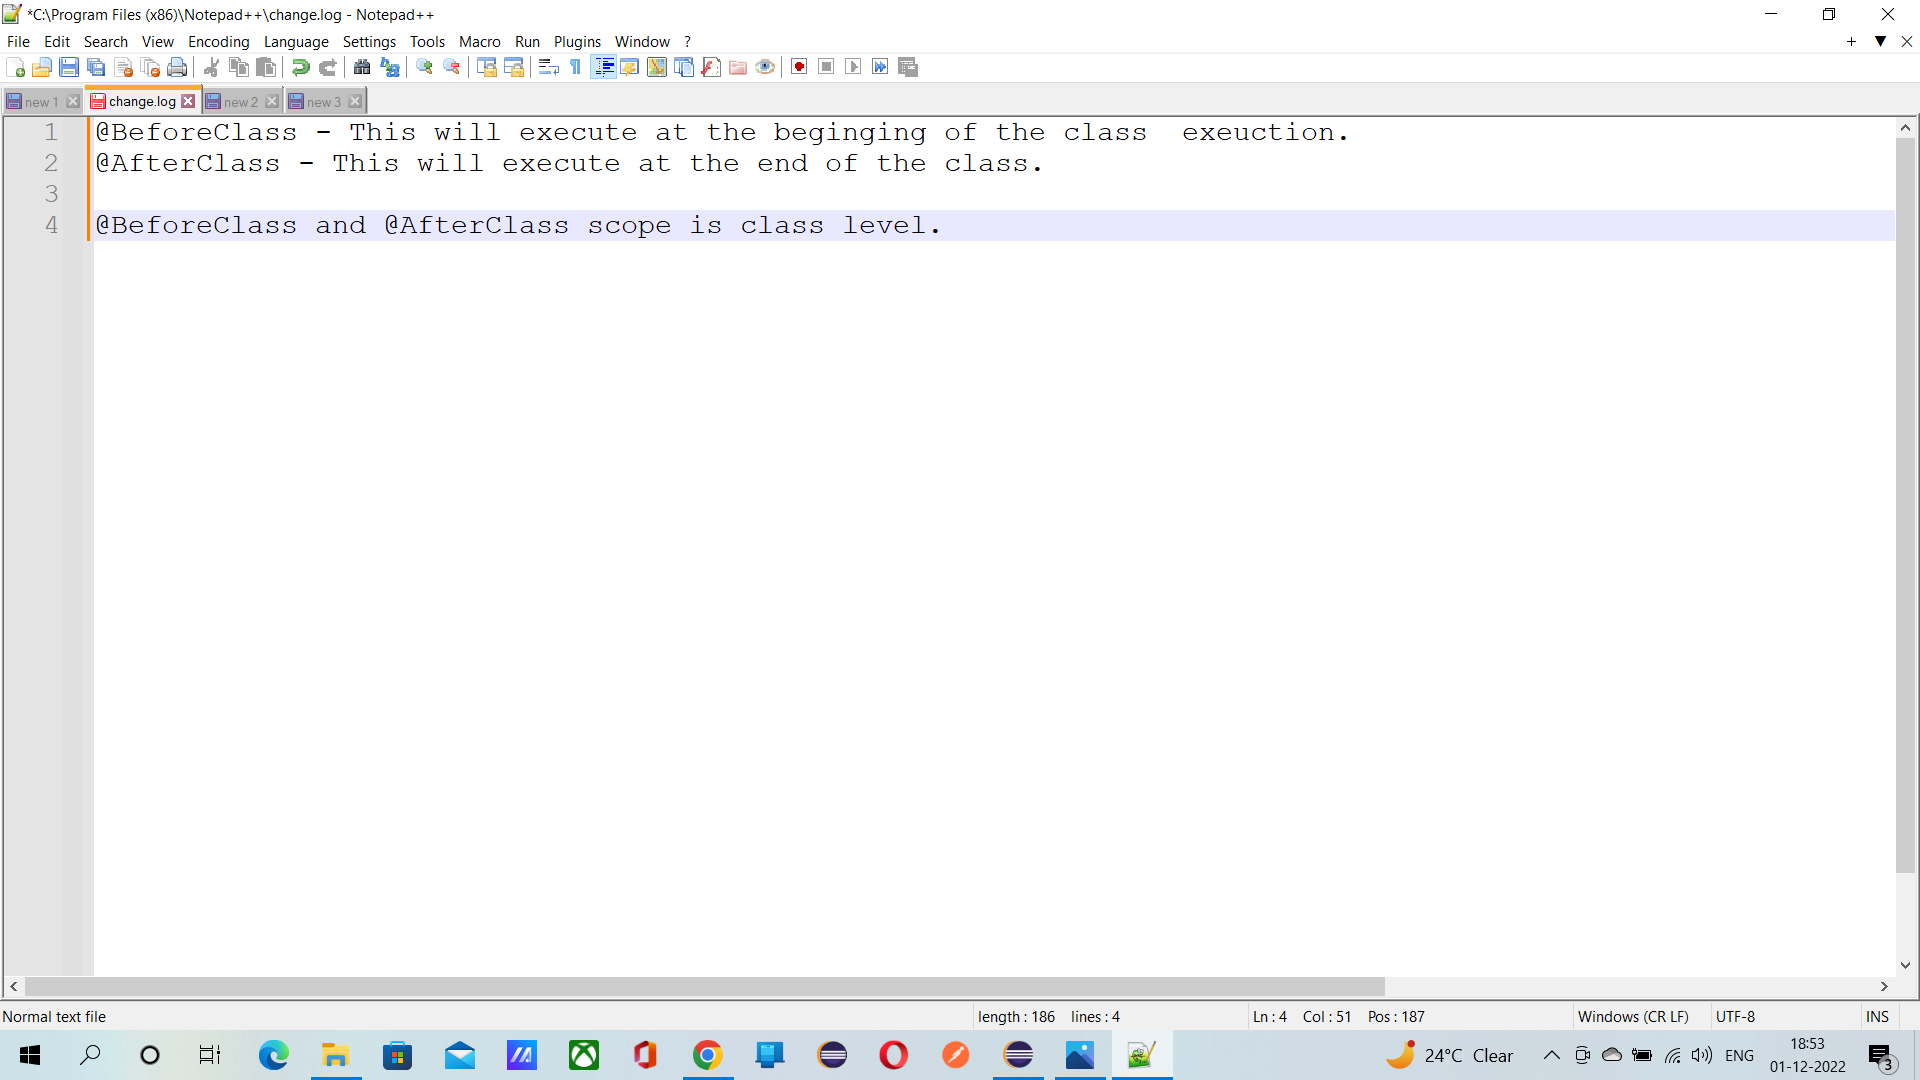 *C:\Program Files (x86)\Notepad++\change.log - Notepad++
File Edit Search View Encoding Language Settings Tools Macro Run Plugins Window ?
new 1 change.log new 2 new 3
1 @BeforeClass - This will execute at the beginging of the class  exeuction.
2 @AfterClass - This will execute at the end of the class.
3
4 @BeforeClass and @AfterClass scope is class level.
Normal text file length : 186 lines : 4 Ln : 4 Col : 51 Pos : 187 Windows (CR LF) UTF-8 INS
24°C Clear ENG 18:53
01-12-2022 3